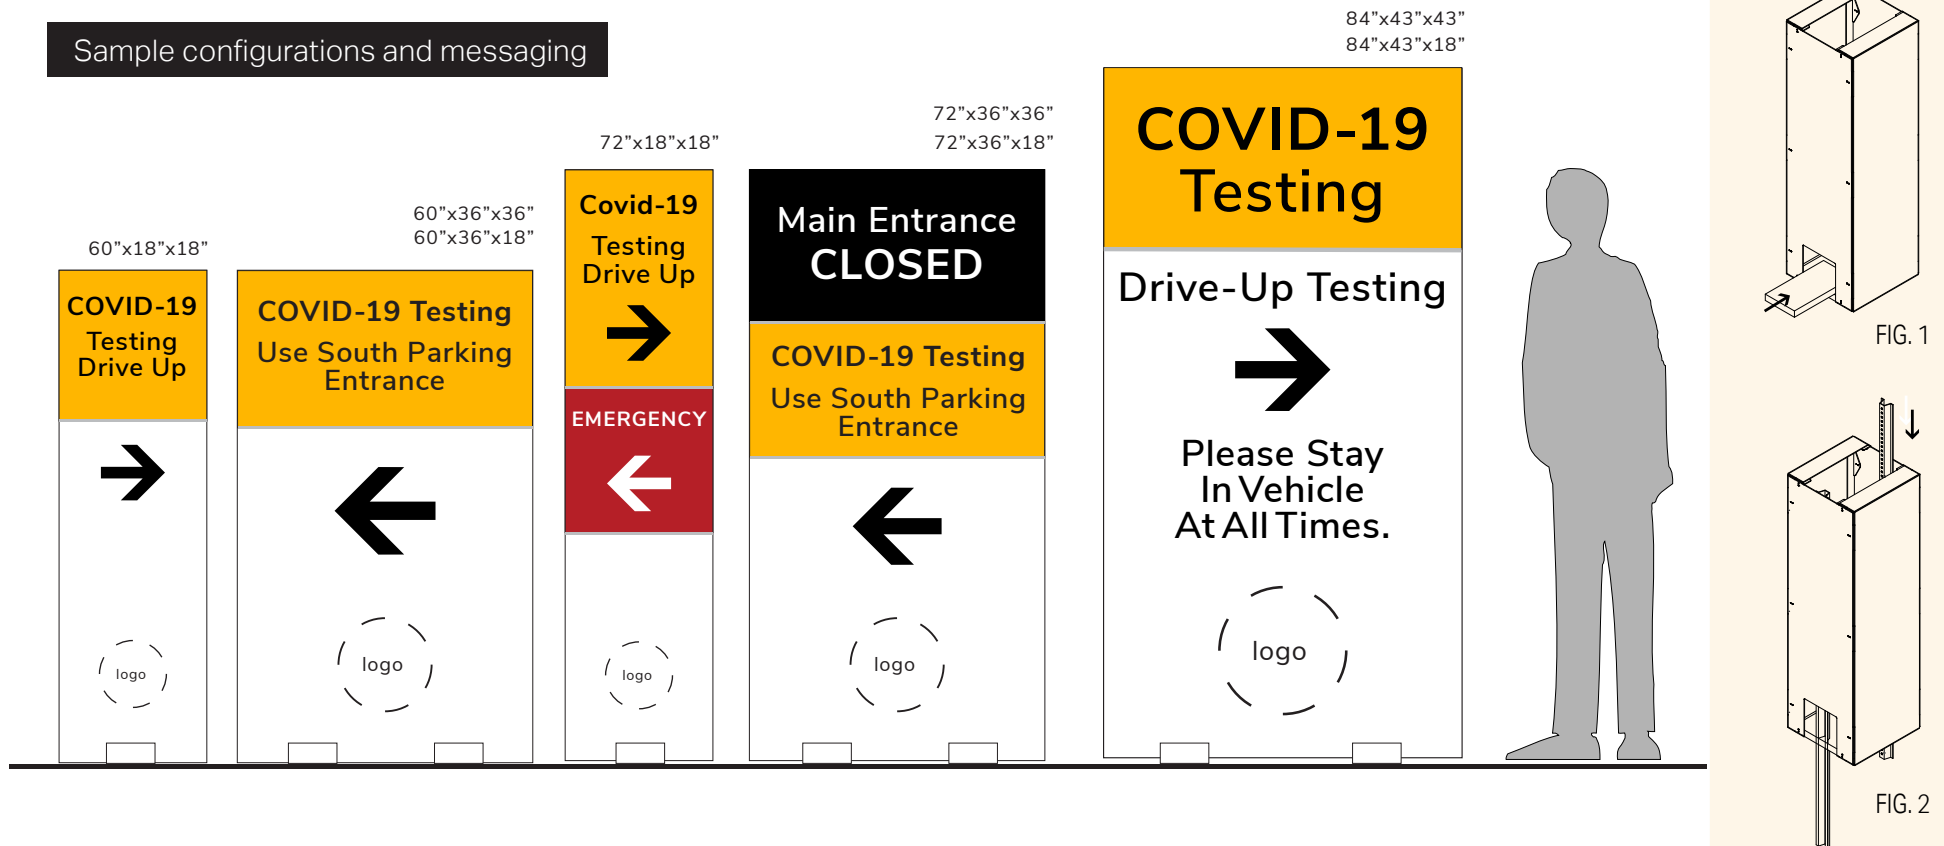 Sample configurations and messaging
60”x18”x18”
COVID-19
Testing
Drive Up
logo
60”x36”x36”
60”x36”x18”
COVID-19 Testing
Use South Parking
Entrance
logo
72”x18”x18”
Covid-19
Testing
Drive Up
EMERGENCY
logo
72”x36”x36”
72”x36”x18”
Main Entrance
CLOSED
COVID-19 Testing
Use South Parking
Entrance
logo
84”x43”x43”
84”x43”x18”
COVID-19
Testing
Drive-Up Testing
Please Stay
In Vehicle
At All Times.
logo
FIG. 1
FIG. 2